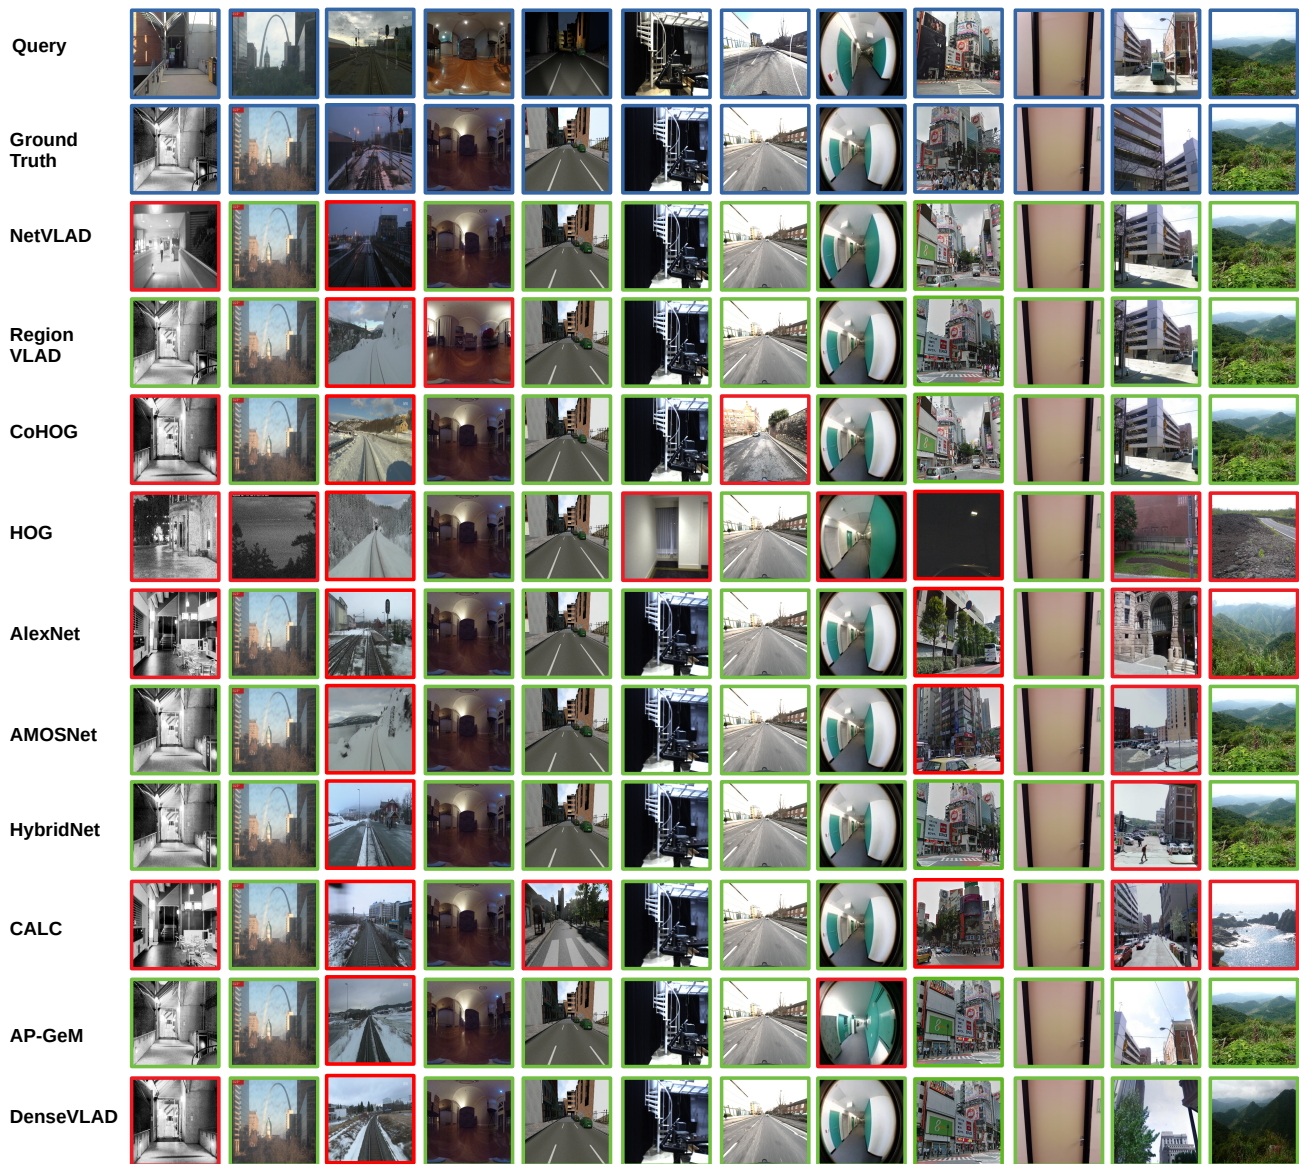 Query
Ground
Truth
NetVLAD
Region
VLAD
CoHOG
HOG
AlexNet
AMOSNet
HybridNet
CALC
AP-GeM
DenseVLAD